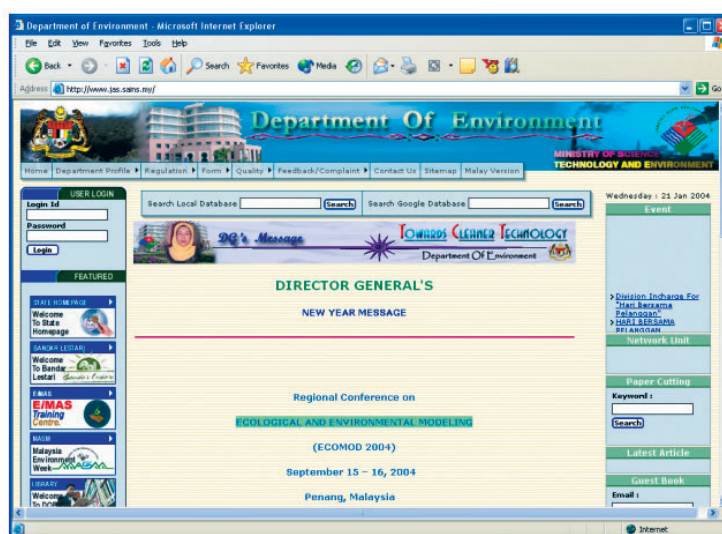 Department of Environment - Microsoft Internet Explorer
File Edit View Favorites Tools Help
Back Search Favorites Media
Address http://www.jas.sains.my/ Go
Department Of Environment
MINISTRY OF SCIENCE
TECHNOLOGY AND ENVIRONMENT
Home Department Profile Regulation Form Quality Feedback/Complaint Contact Us Sitemap Malay Version
USER LOGIN
Login Id
Password
Login
FEATURED
STATE HOMEPAGE
Welcome
To State
Homepage
BANDAR LESTARI
Welcome
To Bandar
Lestari
E/MAS
E/MAS
Training
Centre.
MASM
Malaysia
Environment
Week
LIBRARY
Welcome
To DOE
Search Local Database Search Search Google Database Search
DG's Message
TOWARDS CLEANER TECHNOLOGY
Department Of Environment
DIRECTOR GENERAL'S
NEW YEAR MESSAGE
Regional Conference on
ECOLOGICAL AND ENVIRONMENTAL MODELING
(ECOMOD 2004)
September 15 – 16, 2004
Penang, Malaysia
Wednesday : 21 Jan 2004
Event
Division Incharge For
"Hari Bersama
Pelanggan"
HARI BERSAMA
PELANGGAN
Network Unit
Paper Cutting
Keyword :
Search
Latest Article
Guest Book
Email :
Internet